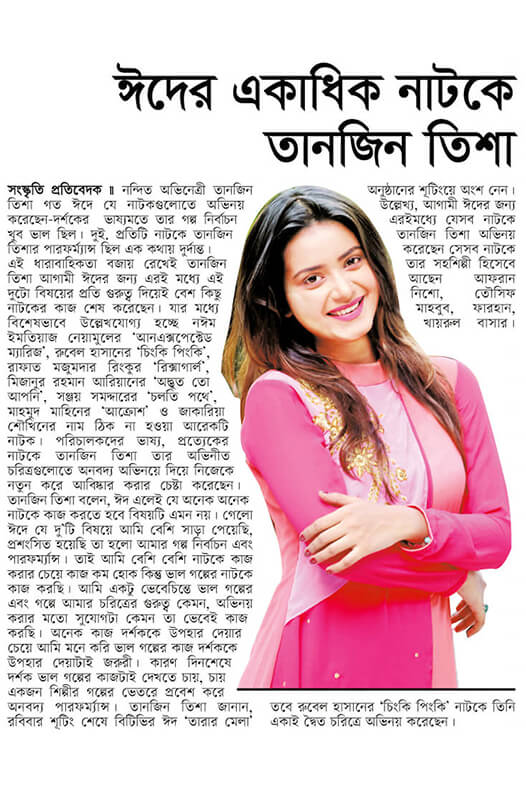 ঈদের একাধিক নাটকে
তানজিন তিশা
সংস্কৃতি প্রতিবেদক ॥ নন্দিত অভিনেত্রী তানজিন
তিশা গত ঈদে যে নাটকগুলোতে অভিনয়
করেছেন-দর্শকের ভাষ্যমতে তার গল্প নির্বাচন
খুব ভাল ছিল। দুই, প্রতিটি নাটকে তানজিন
তিশার পারফর্ম্যান্স ছিল এক কথায় দুর্দান্ত।
এই ধারাবাহিকতা বজায় রেখেই তানজিন
তিশা আগামী ঈদের জন্য এরই মধ্যে এই
দুটো বিষয়ের প্রতি গুরুত্ব দিয়েই বেশ কিছু
নাটকের কাজ শেষ করেছেন। যার মধ্যে
বিশেষভাবে উল্লেখযোগ্য হচ্ছে নঈম
ইমতিয়াজ নেয়ামুলের ‘আনএক্সপেক্টেড
ম্যারিজ’, রুবেল হাসানের ‘চিংকি পিংকি’,
রাফাত মজুমদার রিংকুর ‘রিক্সাগার্ল’,
মিজানুর রহমান আরিয়ানের ‘অদ্ভুত তো
আপনি’, সঞ্জয় সমদ্দারের ‘চলতি পথে’,
মাহমুদ মাহিনের ‘আক্রোশ’ ও জাকারিয়া
শৌখিনের নাম ঠিক না হওয়া আরেকটি
নাটক। পরিচালকদের ভাষ্য, প্রত্যেকের
নাটকে তানজিন তিশা তার অভিনীত
চরিত্রগুলোতে অনবদ্য অভিনয়ে দিয়ে নিজেকে
নতুন করে আবিষ্কার করার চেষ্টা করেছেন।
তানজিন তিশা বলেন, ঈদ এলেই যে অনেক অনেক
নাটকে কাজ করতে হবে বিষয়টি এমন নয়। গেলো
ঈদে যে দু’টি বিষয়ে আমি বেশি সাড়া পেয়েছি,
প্রশংসিত হয়েছি তা হলো আমার গল্প নির্বাচন এবং
পারফর্ম্যান্স। তাই আমি বেশি বেশি নাটকে কাজ
করার চেয়ে কাজ কম হোক কিন্তু ভাল গল্পের নাটকে
কাজ করছি। আমি একটু ভেবেচিন্তে ভাল গল্পের
এবং গল্পে আমার চরিত্রের গুরুত্ব কেমন, অভিনয়
করার মতো সুযোগটা কেমন তা ভেবেই কাজ
করছি। অনেক কাজ দর্শককে উপহার দেয়ার
চেয়ে আমি মনে করি ভাল গল্পের কাজ দর্শককে
উপহার দেয়াটাই জরুরী। কারণ দিনশেষে
দর্শক ভাল গল্পের কাজটাই দেখতে চায়, চায়
একজন শিল্পীর গল্পের ভেতরে প্রবেশ করে
অনবদ্য পারফর্ম্যান্স। তানজিন তিশা জানান,
রবিবার শূটিং শেষে বিটিভির ঈদ ‘তারার মেলা’
অনুষ্ঠানের শূটিংয়ে অংশ নেন।
উল্লেখ্য, আগামী ঈদের জন্য
এরইমধ্যে যেসব নাটকে
তানজিন তিশা অভিনয়
করেছেন সেসব নাটকে
তার সহশিল্পী হিসেবে
আছেন আফরান
নিশো, তৌসিফ
মাহবুব, ফারহান,
খায়রুল বাসার।
তবে রুবেল হাসানের ‘চিংকি পিংকি’ নাটকে তিনি
একাই দ্বৈত চরিত্রে অভিনয় করেছেন।